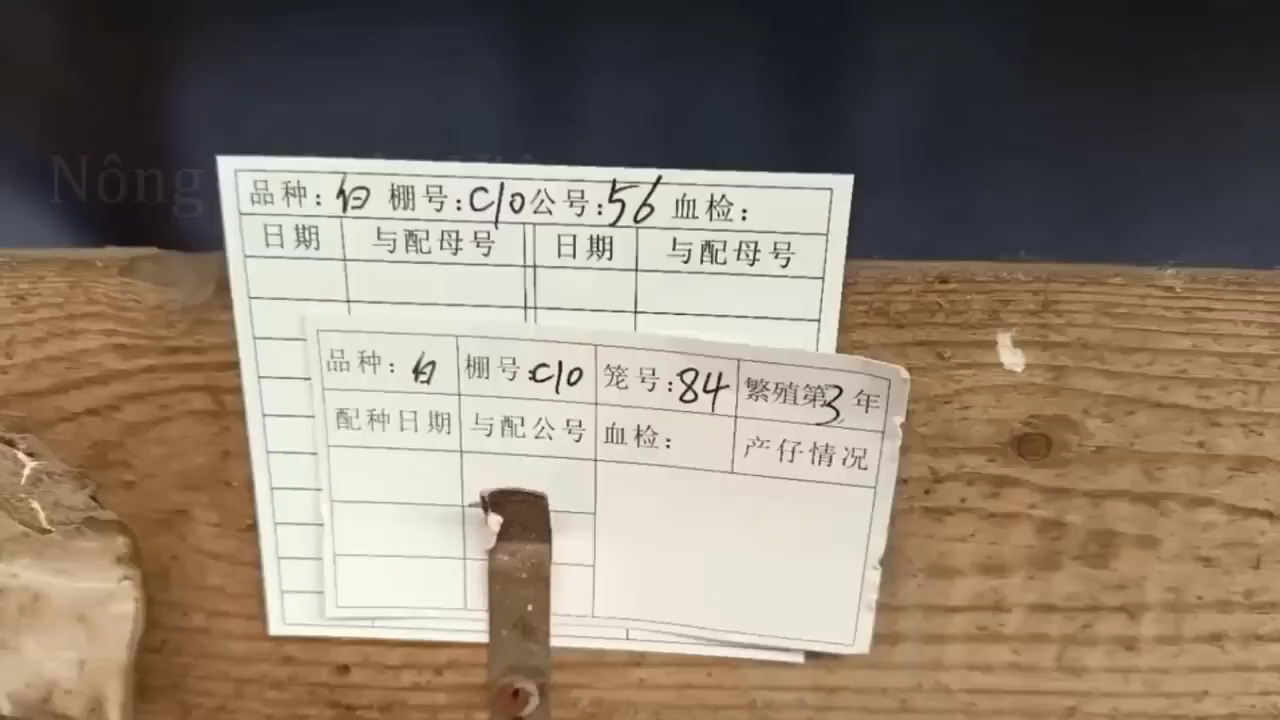 Nông
品种：白 棚号：C10 公号：56 血检：
日期 与配母号 日期 与配母号
品种：白 棚号：C10 笼号：84 繁殖第3年
配种日期 与配公号 血检： 产仔情况